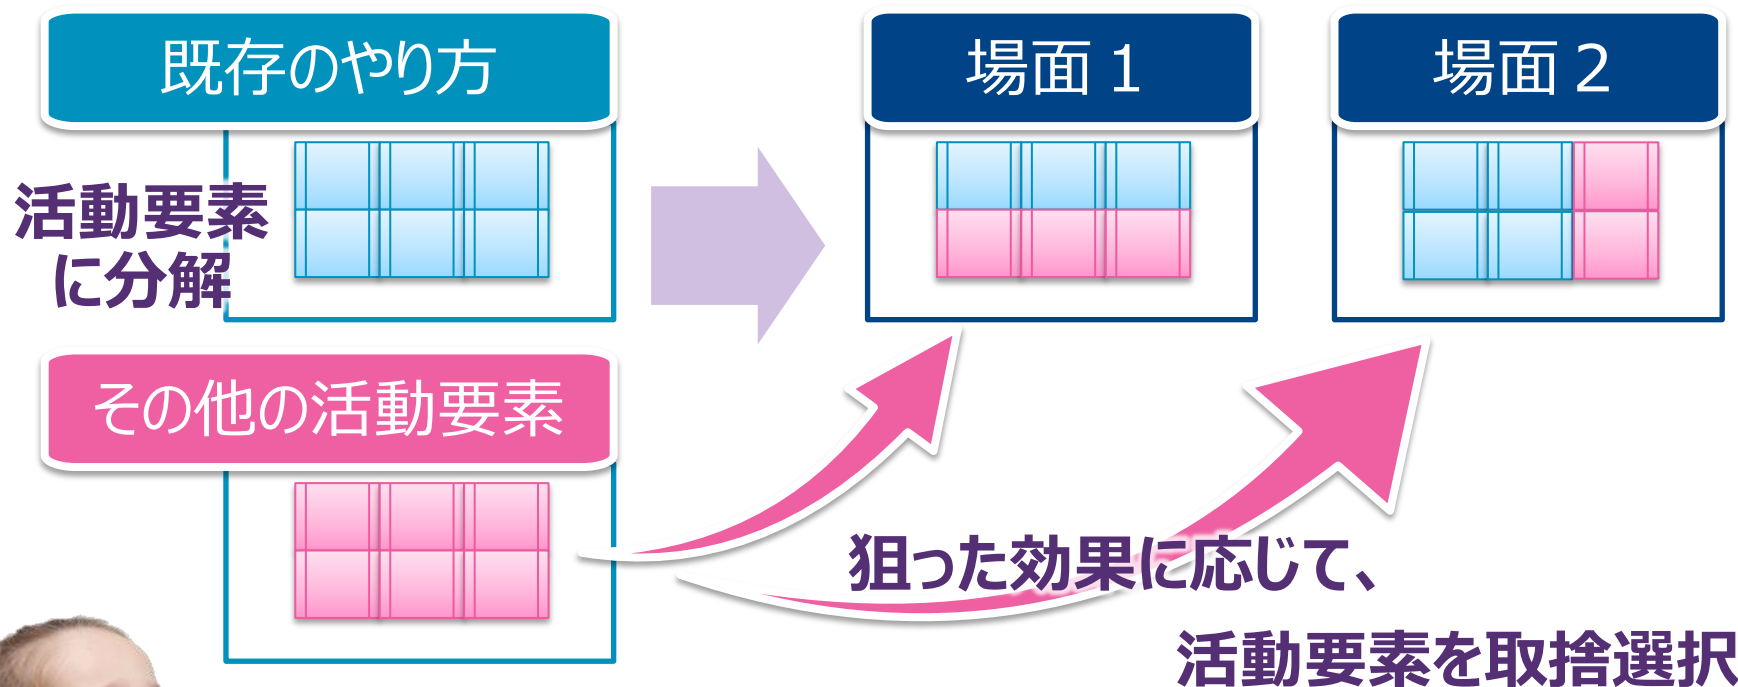 既存のやり方
場面１
場面２
活動要素
に分解
その他の活動要素
狙った効果に応じて、
活動要素を取捨選択